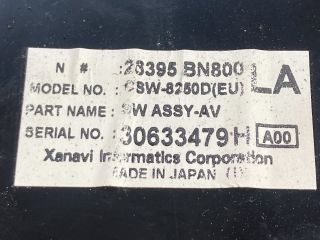 N # : 28395 BN800
LA
MODEL NO. : CSW-8250D(EU)
PART NAME : SW ASSY-AV
SERIAL NO. : 30633479H A00
Xanavi Informatics Corporation
MADE IN JAPAN